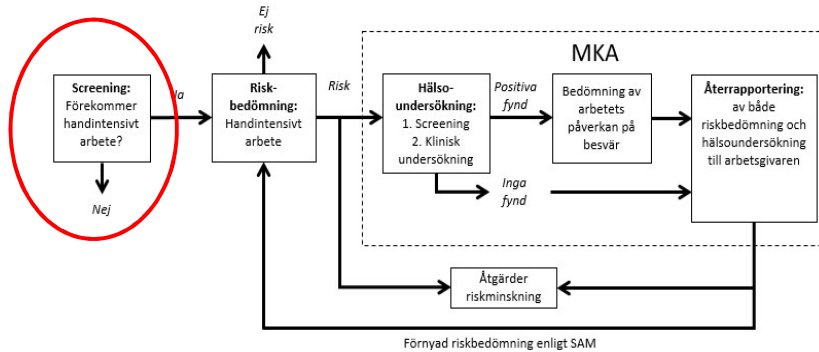 Ej
risk
MKA
Screening:
Förekommer
handintensivt
arbete?
Nej
Risk-
bedömning:
Handintensivt
arbete
Risk
Hälso-
undersökning:
1. Screening
2. Klinisk
undersökning
Positiva
fynd
Inga
fynd
Bedömning av
arbetets
påverkan på
besvär
Återrapportering:
av både
riskbedömning och
hälsoundersökning
till arbetsgivaren
Åtgärder
riskminskning
Förnyad riskbedömning enligt SAM